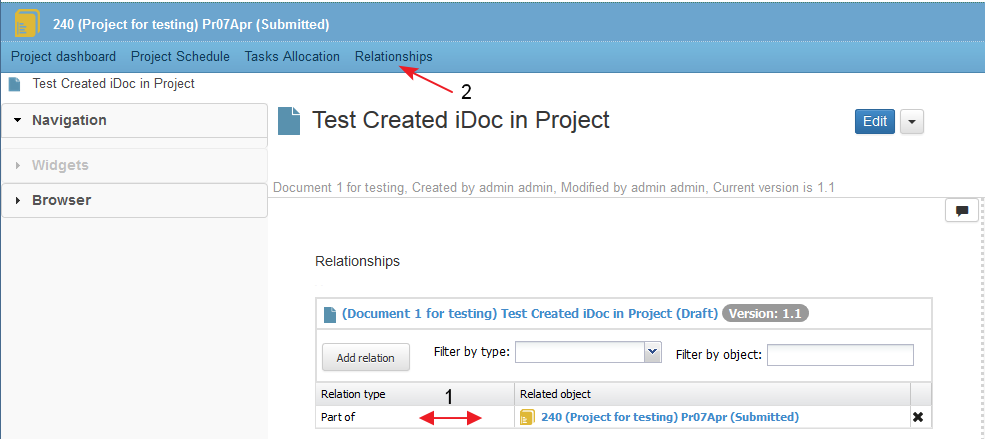 240 (Project for testing) Pr07Apr (Submitted)
Project dashboard Project Schedule Tasks Allocation Relationships
Test Created iDoc in Project
2
Navigation
Test Created iDoc in Project
Edit
Widgets
Document 1 for testing, Created by admin admin, Modified by admin admin, Current version is 1.1
Browser
Relationships
(Document 1 for testing) Test Created iDoc in Project (Draft) Version: 1.1
Add relation Filter by type: Filter by object:
Relation type 1 Related object
Part of 240 (Project for testing) Pr07Apr (Submitted)